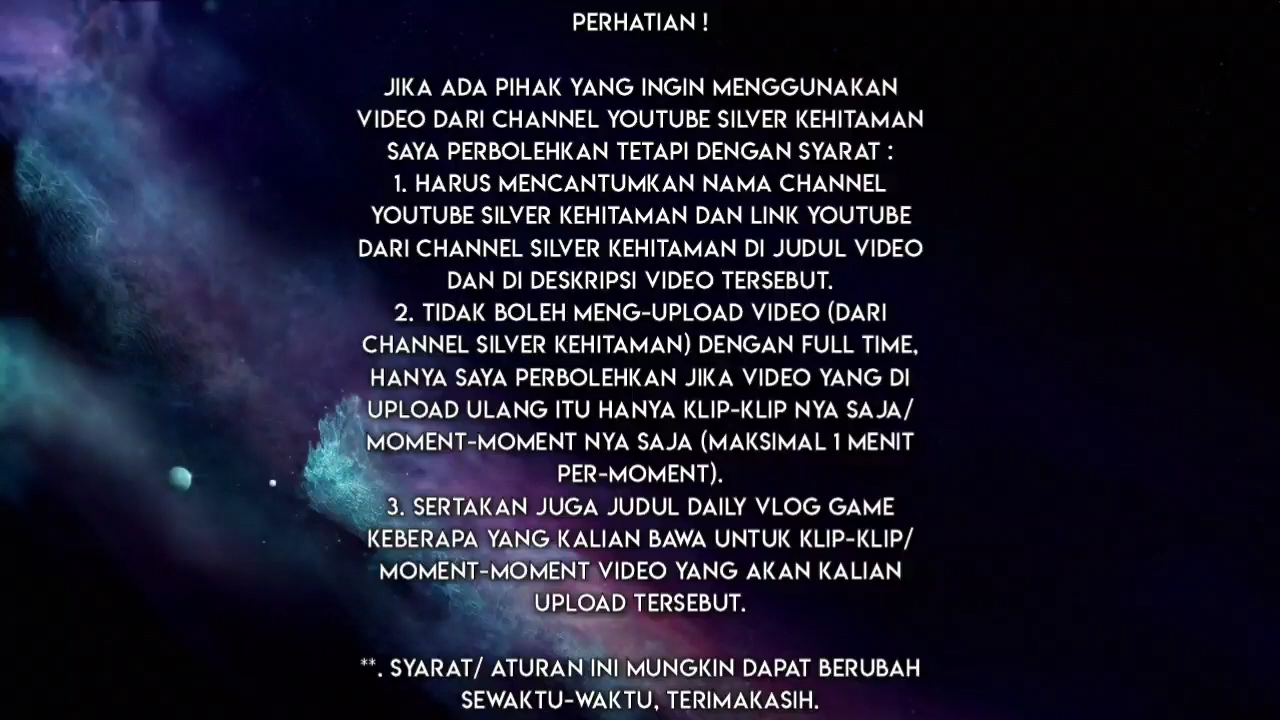 PERHATIAN !
JIKA ADA PIHAK YANG INGIN MENGGUNAKAN
VIDEO DARI CHANNEL YOUTUBE SILVER KEHITAMAN
SAYA PERBOLEHKAN TETAPI DENGAN SYARAT :
1. HARUS MENCANTUMKAN NAMA CHANNEL
YOUTUBE SILVER KEHITAMAN DAN LINK YOUTUBE
DARI CHANNEL SILVER KEHITAMAN DI JUDUL VIDEO
DAN DI DESKRIPSI VIDEO TERSEBUT.
2. TIDAK BOLEH MENG-UPLOAD VIDEO (DARI
CHANNEL SILVER KEHITAMAN) DENGAN FULL TIME,
HANYA SAYA PERBOLEHKAN JIKA VIDEO YANG DI
UPLOAD ULANG ITU HANYA KLIP-KLIP NYA SAJA/
MOMENT-MOMENT NYA SAJA (MAKSIMAL 1 MENIT
PER-MOMENT).
3. SERTAKAN JUGA JUDUL DAILY VLOG GAME
KEBERAPA YANG KALIAN BAWA UNTUK KLIP-KLIP/
MOMENT-MOMENT VIDEO YANG AKAN KALIAN
UPLOAD TERSEBUT.
**. SYARAT/ ATURAN INI MUNGKIN DAPAT BERUBAH
SEWAKTU-WAKTU, TERIMAKASIH.